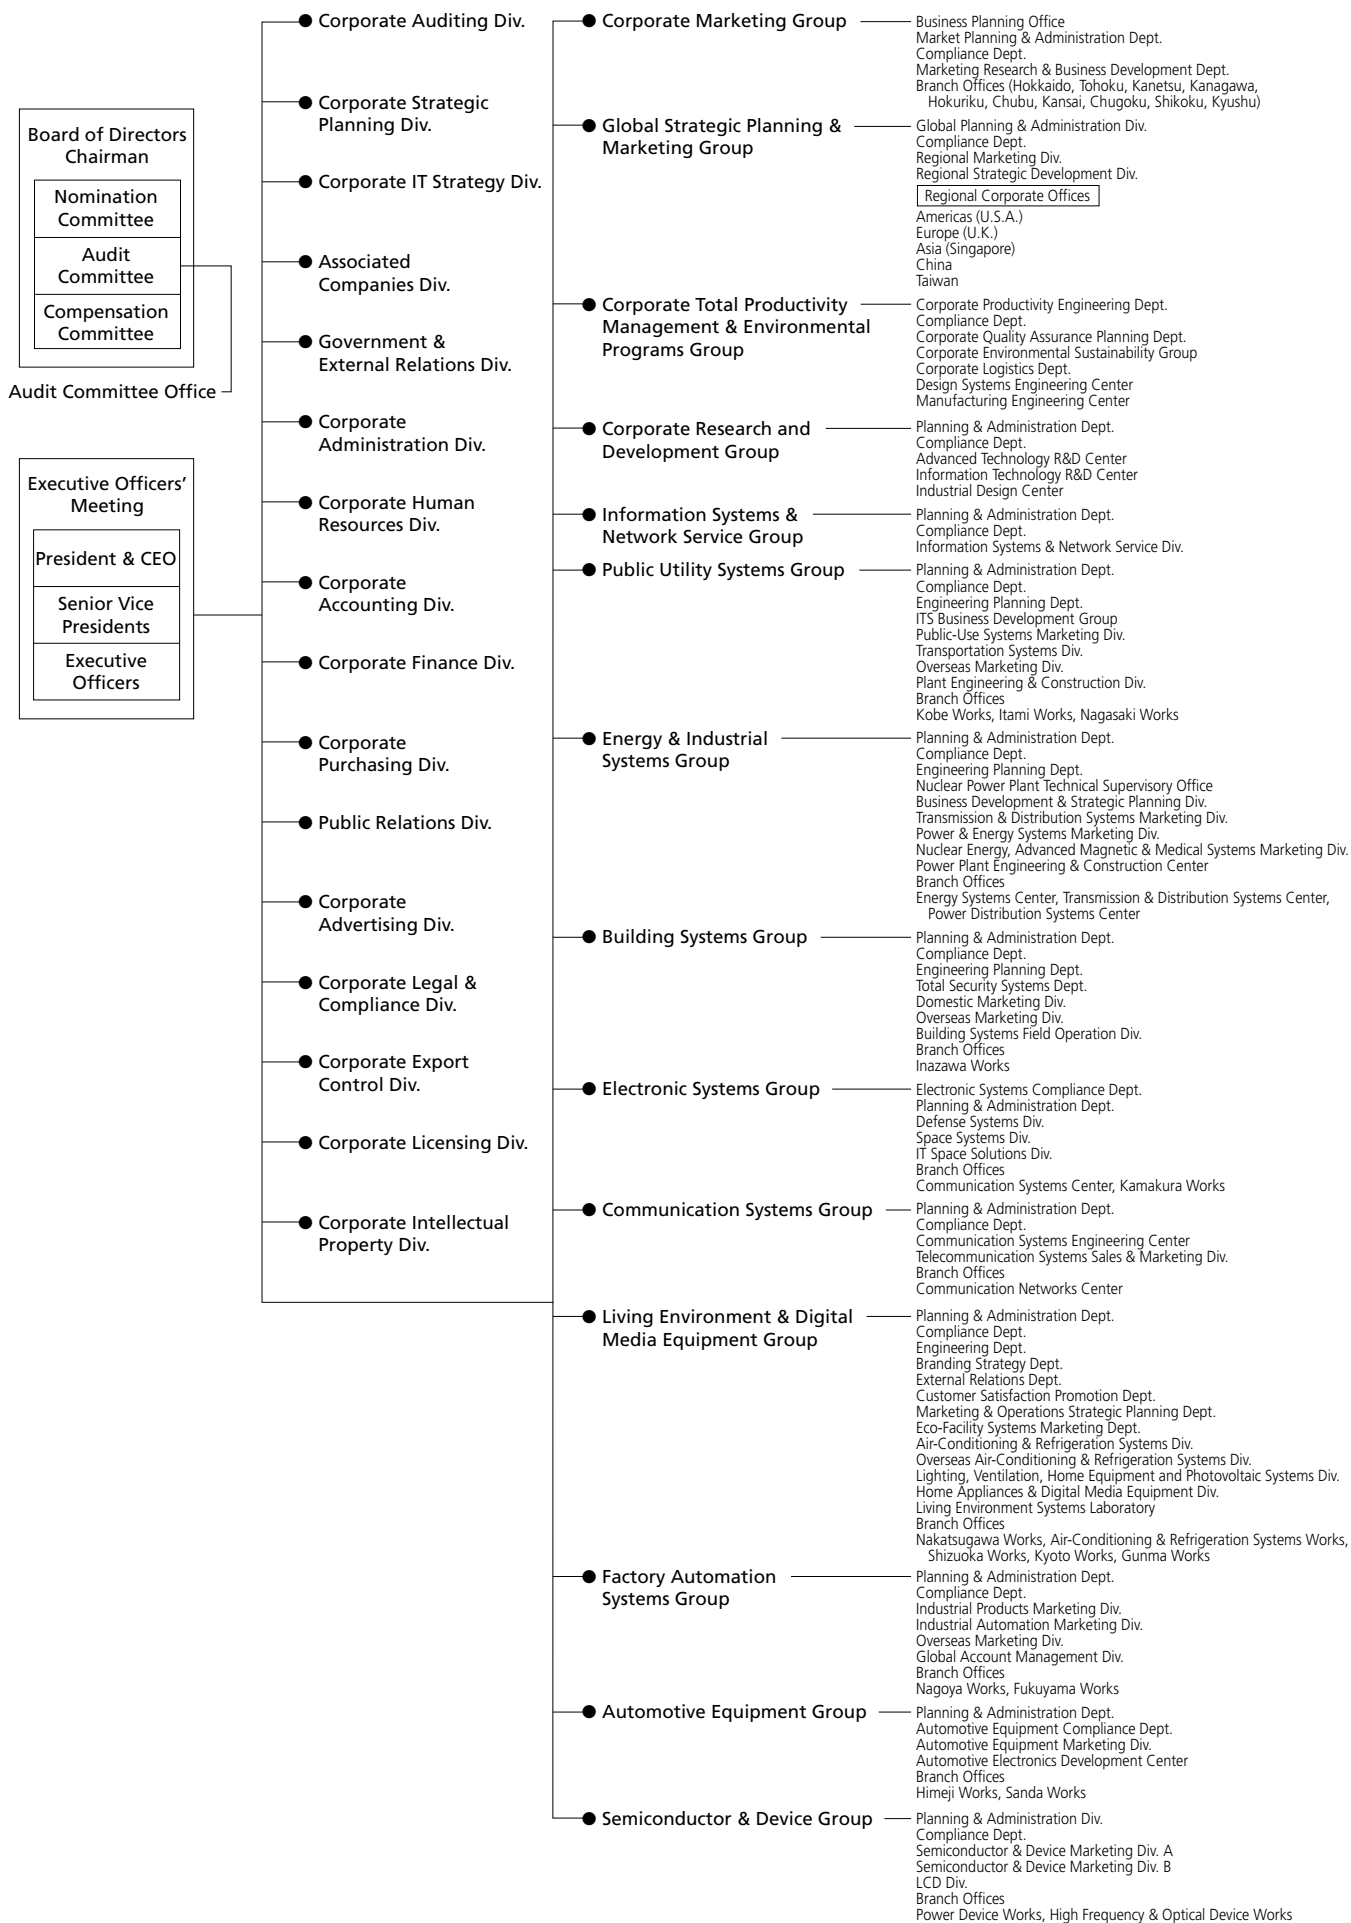 Board of Directors
Chairman
Nomination
Committee
Audit
Committee
Compensation
Committee
Audit Committee Office
Executive Officers'
Meeting
President & CEO
Senior Vice
Presidents
Executive
Officers
Corporate Auditing Div.
Corporate Strategic
Planning Div.
Corporate IT Strategy Div.
Associated
Companies Div.
Government &
External Relations Div.
Corporate
Administration Div.
Corporate Human
Resources Div.
Corporate
Accounting Div.
Corporate Finance Div.
Corporate
Purchasing Div.
Public Relations Div.
Corporate
Advertising Div.
Corporate Legal &
Compliance Div.
Corporate Export
Control Div.
Corporate Licensing Div.
Corporate Intellectual
Property Div.
Corporate Marketing Group
Business Planning Office
Market Planning & Administration Dept.
Compliance Dept.
Marketing Research & Business Development Dept.
Branch Offices (Hokkaido, Tohoku, Kanetsu, Kanagawa,
Hokuriku, Chubu, Kansai, Chugoku, Shikoku, Kyushu)
Global Strategic Planning &
Marketing Group
Global Planning & Administration Div.
Compliance Dept.
Regional Marketing Div.
Regional Strategic Development Div.
Regional Corporate Offices
Americas (U.S.A.)
Europe (U.K.)
Asia (Singapore)
China
Taiwan
Corporate Total Productivity
Management & Environmental
Programs Group
Corporate Productivity Engineering Dept.
Compliance Dept.
Corporate Quality Assurance Planning Dept.
Corporate Environmental Sustainability Group
Corporate Logistics Dept.
Design Systems Engineering Center
Manufacturing Engineering Center
Corporate Research and
Development Group
Planning & Administration Dept.
Compliance Dept.
Advanced Technology R&D Center
Information Technology R&D Center
Industrial Design Center
Information Systems &
Network Service Group
Planning & Administration Dept.
Compliance Dept.
Information Systems & Network Service Div.
Public Utility Systems Group
Planning & Administration Dept.
Compliance Dept.
Engineering Planning Dept.
ITS Business Development Group
Public-Use Systems Marketing Div.
Transportation Systems Div.
Overseas Marketing Div.
Plant Engineering & Construction Div.
Branch Offices
Kobe Works, Itami Works, Nagasaki Works
Energy & Industrial
Systems Group
Planning & Administration Dept.
Compliance Dept.
Engineering Planning Dept.
Nuclear Power Plant Technical Supervisory Office
Business Development & Strategic Planning Div.
Transmission & Distribution Systems Marketing Div.
Power & Energy Systems Marketing Div.
Nuclear Energy, Advanced Magnetic & Medical Systems Marketing Div.
Power Plant Engineering & Construction Center
Branch Offices
Energy Systems Center, Transmission & Distribution Systems Center,
Power Distribution Systems Center
Building Systems Group
Planning & Administration Dept.
Compliance Dept.
Engineering Planning Dept.
Total Security Systems Dept.
Domestic Marketing Div.
Overseas Marketing Div.
Building Systems Field Operation Div.
Branch Offices
Inazawa Works
Electronic Systems Group
Electronic Systems Compliance Dept.
Planning & Administration Dept.
Defense Systems Div.
Space Systems Div.
IT Space Solutions Div.
Branch Offices
Communication Systems Center, Kamakura Works
Communication Systems Group
Planning & Administration Dept.
Compliance Dept.
Communication Systems Engineering Center
Telecommunication Systems Sales & Marketing Div.
Branch Offices
Communication Networks Center
Living Environment & Digital
Media Equipment Group
Planning & Administration Dept.
Compliance Dept.
Engineering Dept.
Branding Strategy Dept.
External Relations Dept.
Customer Satisfaction Promotion Dept.
Marketing & Operations Strategic Planning Dept.
Eco-Facility Systems Marketing Dept.
Air-Conditioning & Refrigeration Systems Div.
Overseas Air-Conditioning & Refrigeration Systems Div.
Lighting, Ventilation, Home Equipment and Photovoltaic Systems Div.
Home Appliances & Digital Media Equipment Div.
Living Environment Systems Laboratory
Branch Offices
Nakatsugawa Works, Air-Conditioning & Refrigeration Systems Works,
Shizuoka Works, Kyoto Works, Gunma Works
Factory Automation
Systems Group
Planning & Administration Dept.
Compliance Dept.
Industrial Products Marketing Div.
Industrial Automation Marketing Div.
Overseas Marketing Div.
Global Account Management Div.
Branch Offices
Nagoya Works, Fukuyama Works
Automotive Equipment Group
Planning & Administration Dept.
Automotive Equipment Compliance Dept.
Automotive Equipment Marketing Div.
Automotive Electronics Development Center
Branch Offices
Himeji Works, Sanda Works
Semiconductor & Device Group
Planning & Administration Div.
Compliance Dept.
Semiconductor & Device Marketing Div. A
Semiconductor & Device Marketing Div. B
LCD Div.
Branch Offices
Power Device Works, High Frequency & Optical Device Works